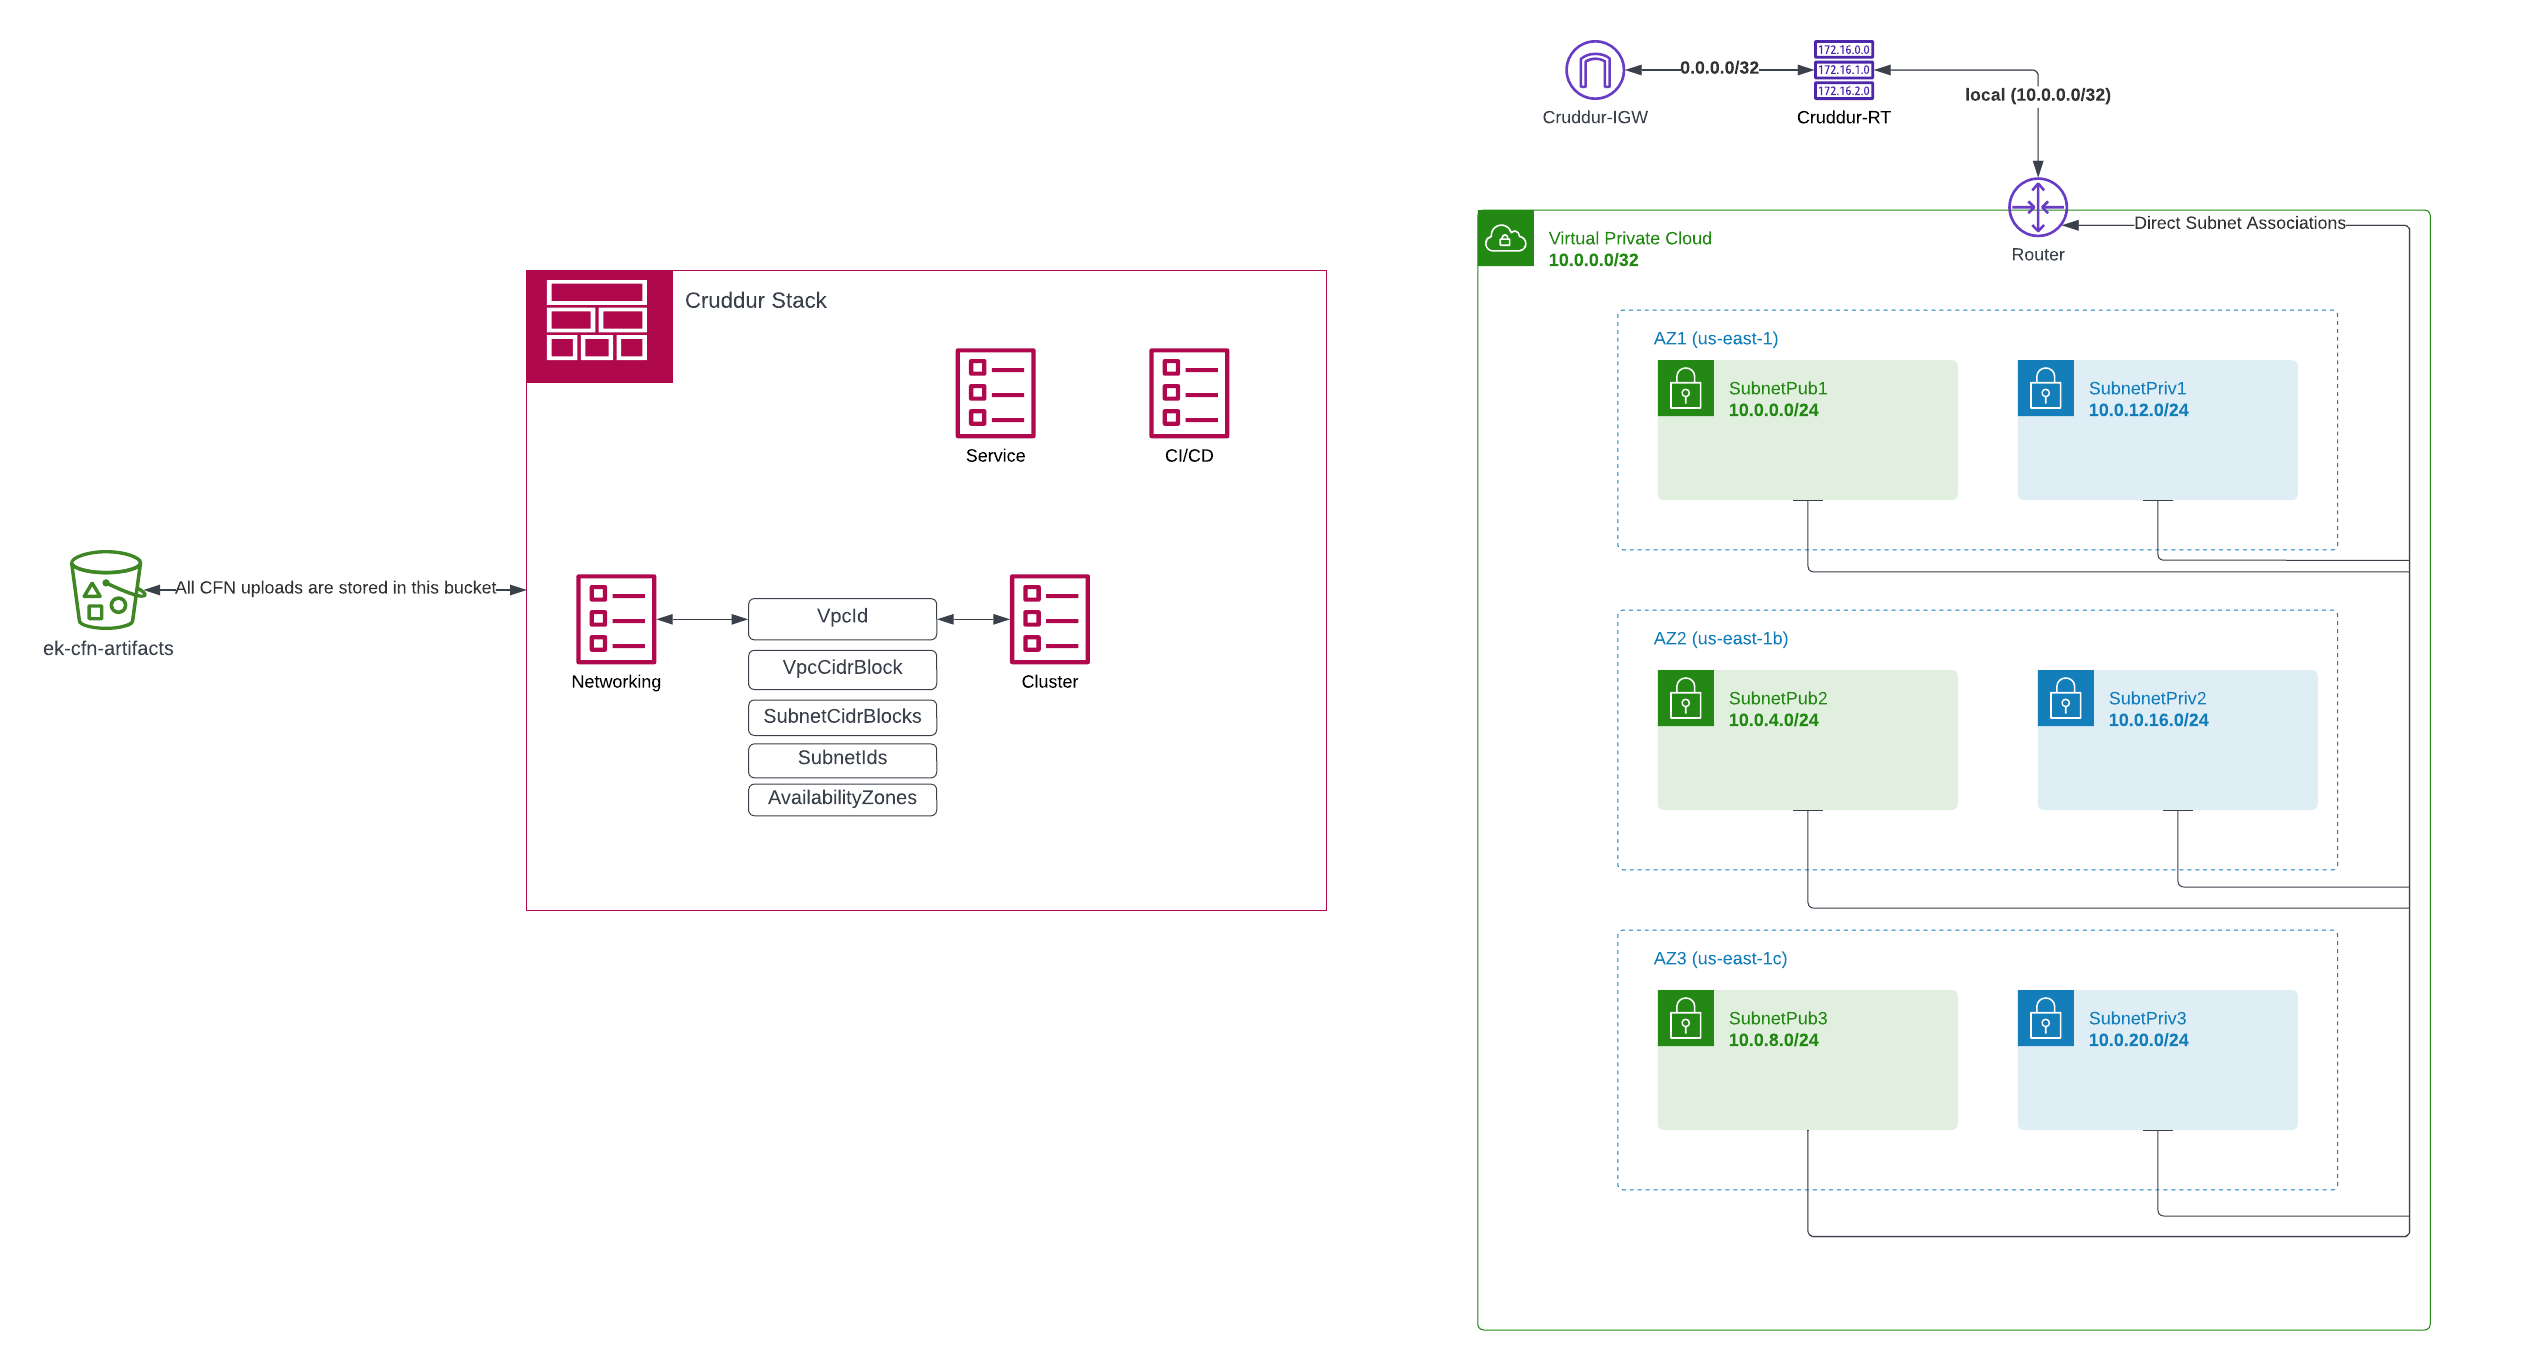 ek-cfn-artifacts
All CFN uploads are stored in this bucket
Cruddur Stack
Service
CI/CD
Networking
VpcId
VpcCidrBlock
SubnetCidrBlocks
SubnetIds
AvailabilityZones
Cluster
Cruddur-IGW
0.0.0.0/32
172.16.0.0
172.16.1.0
172.16.2.0
Cruddur-RT
local (10.0.0.0/32)
Router
Direct Subnet Associations
Virtual Private Cloud
10.0.0.0/32
AZ1 (us-east-1)
SubnetPub1
10.0.0.0/24
SubnetPriv1
10.0.12.0/24
AZ2 (us-east-1b)
SubnetPub2
10.0.4.0/24
SubnetPriv2
10.0.16.0/24
AZ3 (us-east-1c)
SubnetPub3
10.0.8.0/24
SubnetPriv3
10.0.20.0/24